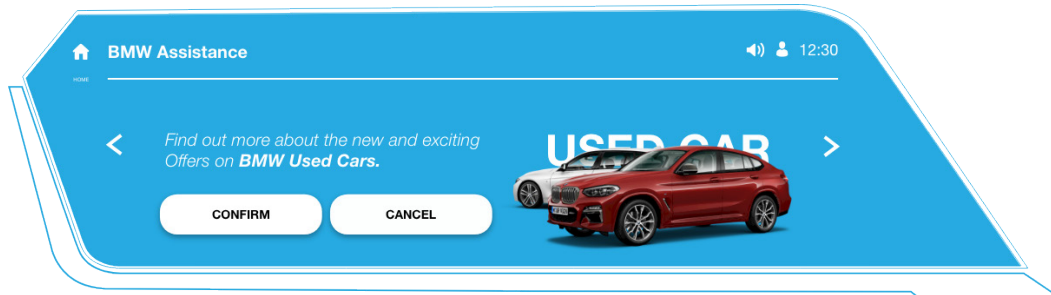 BMW Assistance
12:30
HOME
Find out more about the new and exciting
Offers on BMW Used Cars.
USED CAR
CONFIRM
CANCEL